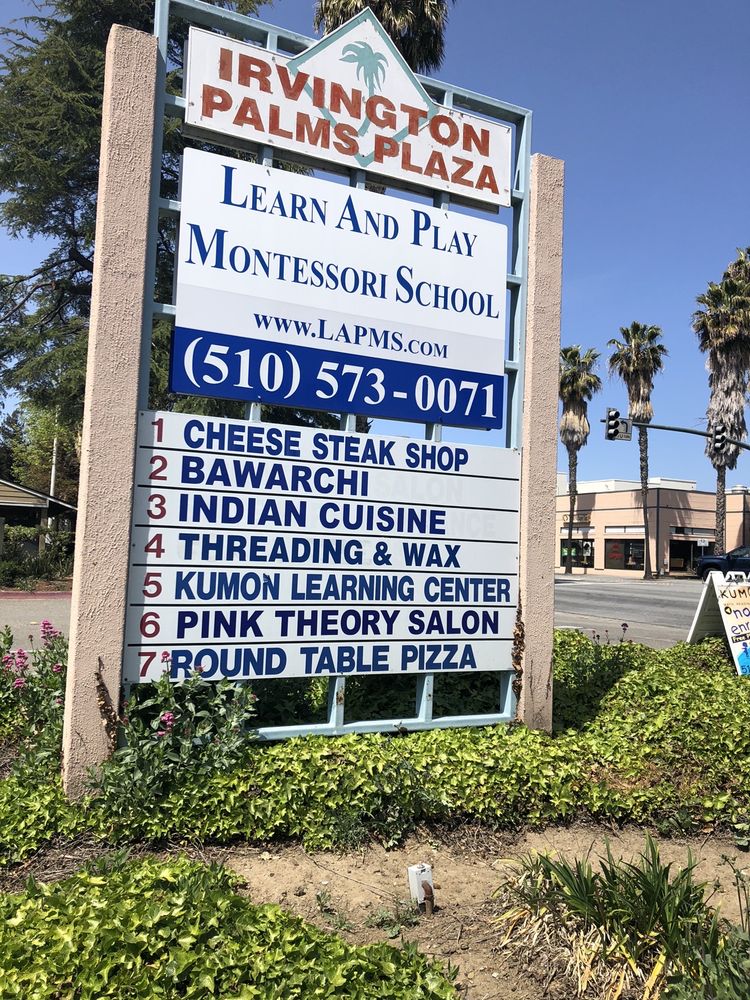 IRVINGTON
PALMS PLAZA
LEARN AND PLAY
MONTESSORI SCHOOL
WWW.LAPMS.COM
(510) 573-0071
1 CHEESE STEAK SHOP
2 BAWARCHI SALON
3 INDIAN CUISINE
4 THREADING & WAX
5 KUMON LEARNING CENTER
6 PINK THEORY SALON
7 ROUND TABLE PIZZA
KUMO